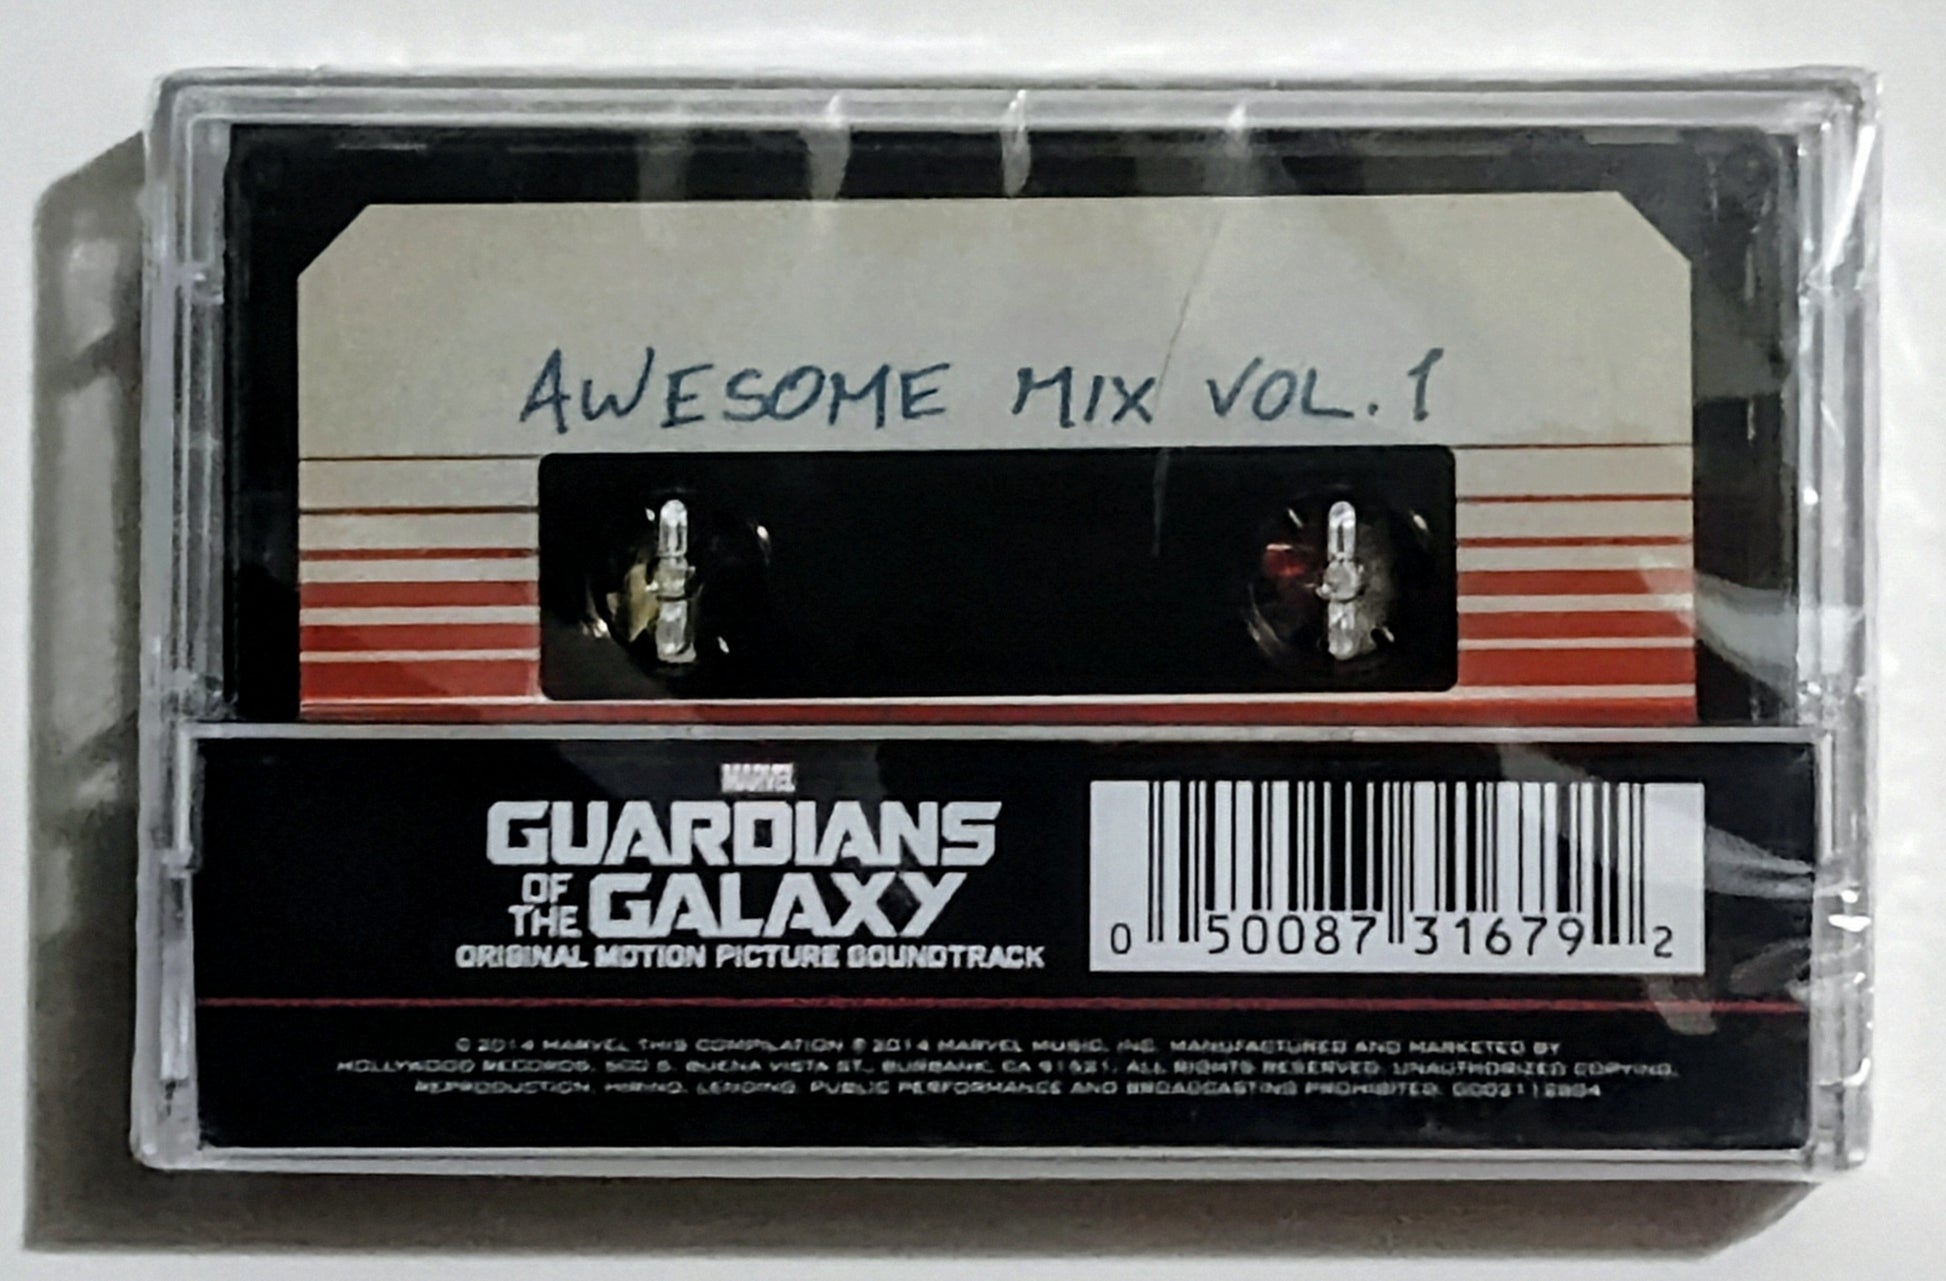 AWESOME MIX VOL. 1
MARVEL
GUARDIANS
OF THE GALAXY
ORIGINAL MOTION PICTURE SOUNDTRACK
0 50087 31679 2
© 2014 MARVEL THIS COMPILATION ℗ 2014 MARVEL MUSIC, INC. MANUFACTURED AND MARKETED BY
HOLLYWOOD RECORDS, 500 S. BUENA VISTA ST., BURBANK, CA 91521. ALL RIGHTS RESERVED. UNAUTHORIZED COPYING,
REPRODUCTION, HIRING, LENDING, PUBLIC PERFORMANCE AND BROADCASTING PROHIBITED.